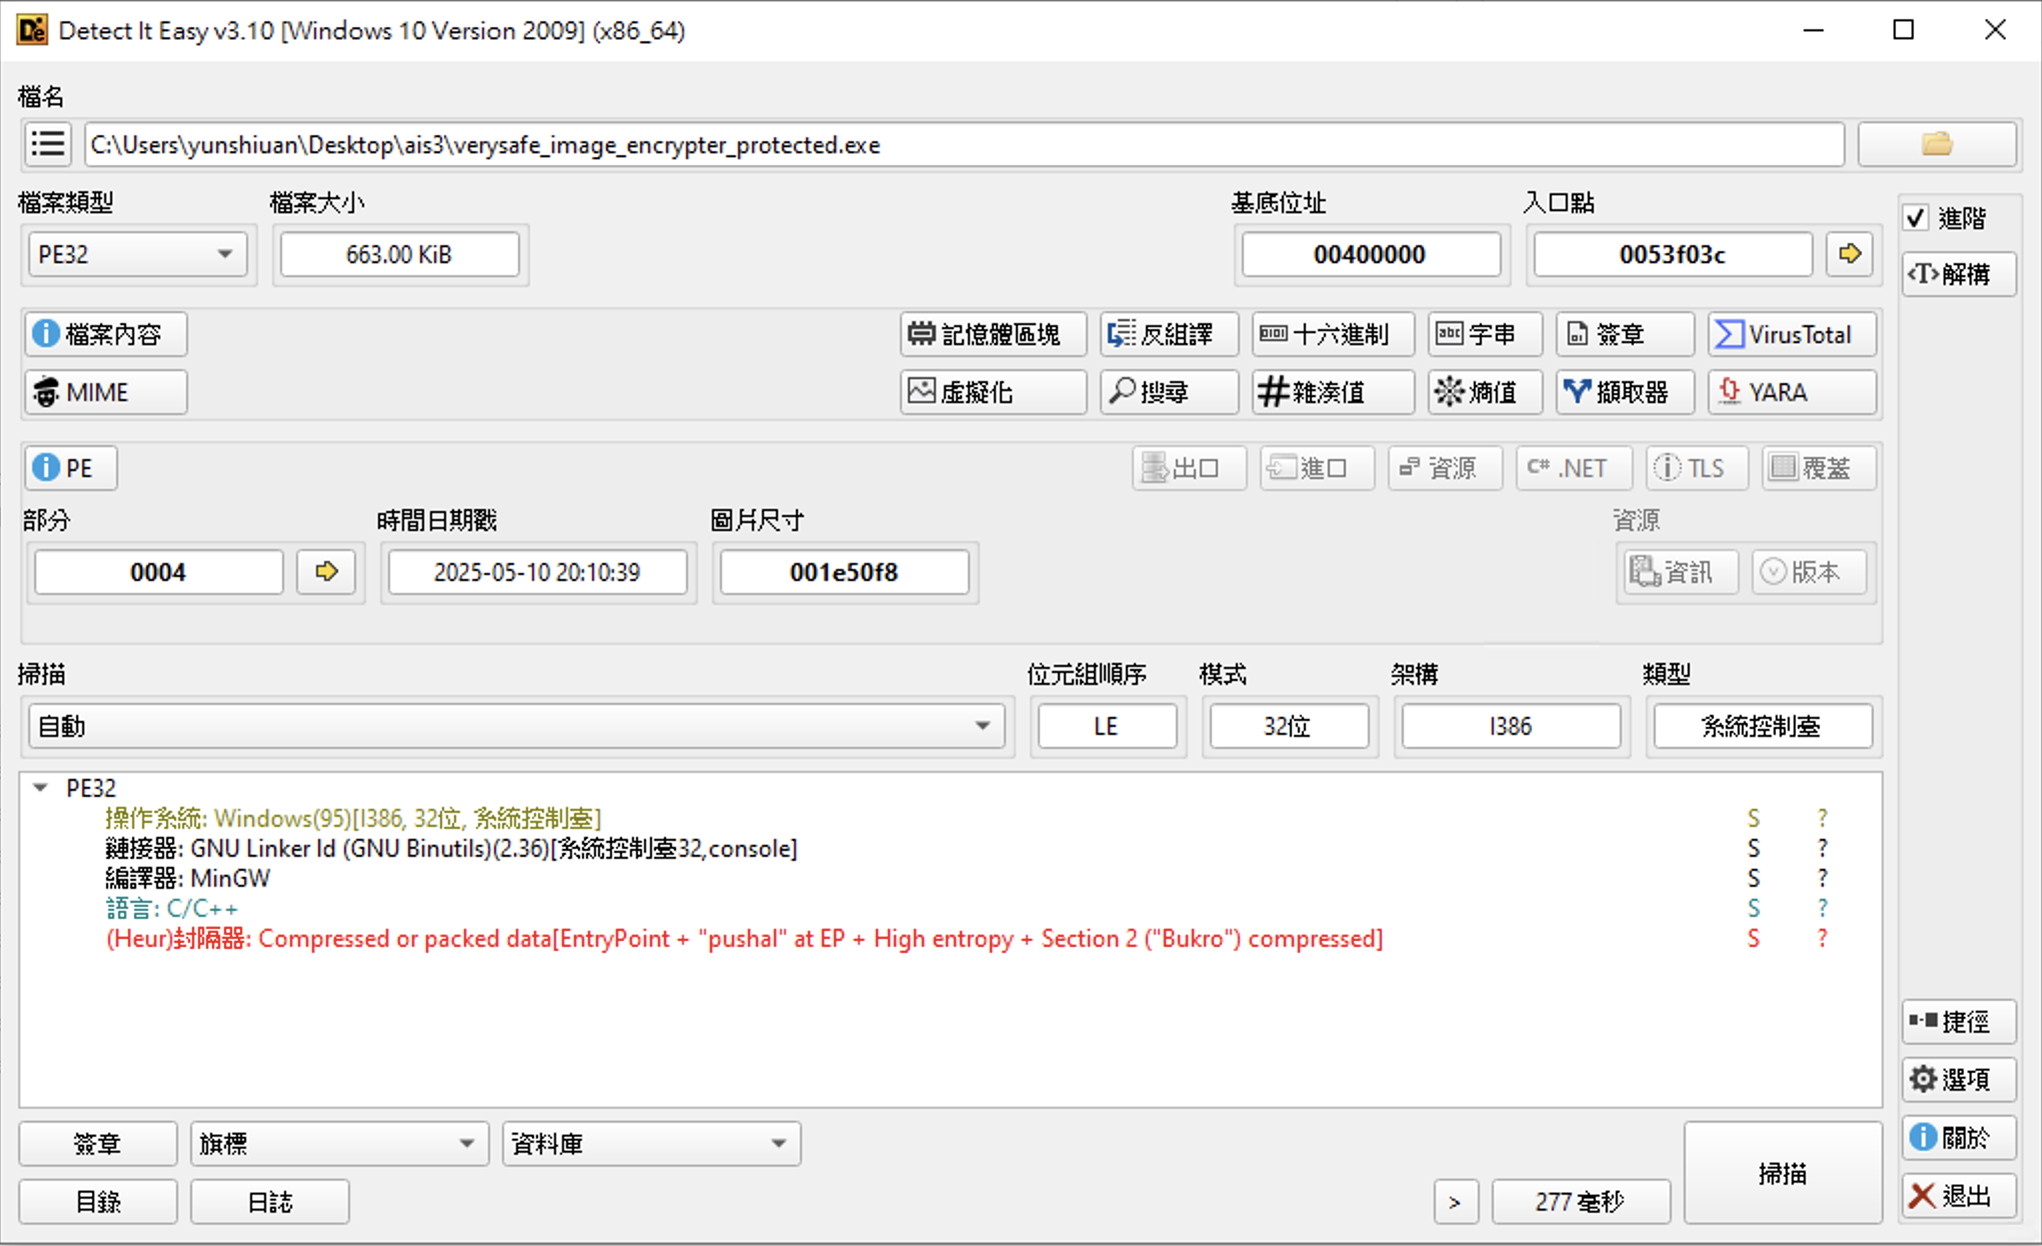 Detect It Easy v3.10 [Windows 10 Version 2009] (x86_64)
檔名
C:\Users\yunshiuan\Desktop\ais3\verysafe_image_encrypter_protected.exe
檔案類型 檔案大小 基底位址 入口點
PE32 663.00 KiB 00400000 0053f03c
進階
解構
檔案內容 記憶體區塊 反組譯 十六進制 字串 簽章 VirusTotal
MIME 虛擬化 搜尋 雜湊值 熵值 擷取器 YARA
PE 出口 進口 資源 C# .NET TLS 覆蓋
部分 時間日期戳 圖片尺寸 資源
0004 2025-05-10 20:10:39 001e50f8 資訊 版本
掃描 位元組順序 模式 架構 類型
自動 LE 32位 I386 系統控制臺
PE32
操作系統: Windows(95)[I386, 32位, 系統控制臺] S ?
鏈接器: GNU Linker ld (GNU Binutils)(2.36)[系統控制臺32,console] S ?
編譯器: MinGW S ?
語言: C/C++ S ?
(Heur)封隔器: Compressed or packed data[EntryPoint + "pushal" at EP + High entropy + Section 2 ("Bukro") compressed] S ?
捷徑
選項
關於
退出
簽章 旗標 資料庫
目錄 日誌 > 277 毫秒 掃描